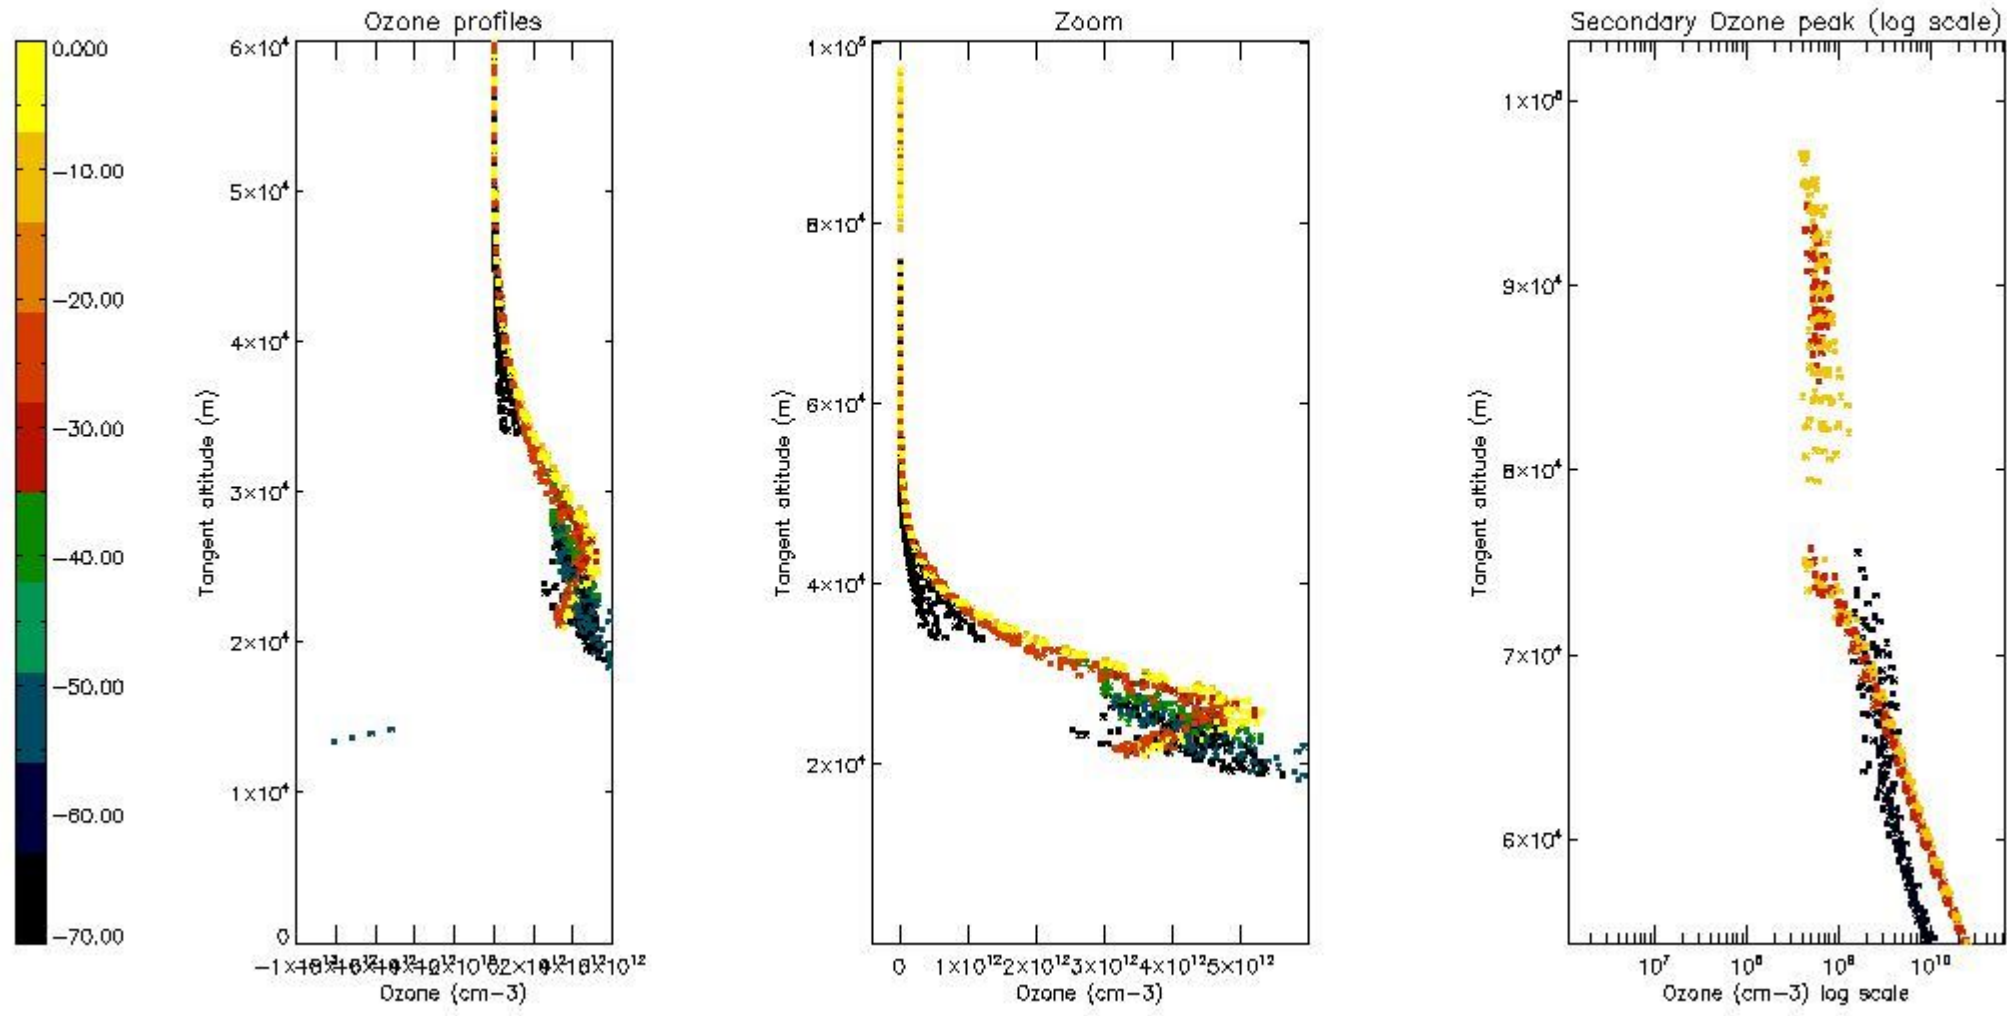 Ozone profiles
Zoom
Secondary Ozone peak (log scale)
0.000
-10.00
-20.00
-30.00
-40.00
-50.00
-60.00
-70.00
6×10⁴
5×10⁴
4×10⁴
3×10⁴
2×10⁴
1×10⁴
0
Tangent altitude (m)
Ozone (cm-3)
1×10⁵
8×10⁴
6×10⁴
4×10⁴
2×10⁴
Tangent altitude (m)
0 1×10¹² 2×10¹² 3×10¹² 4×10¹² 5×10¹²
Ozone (cm-3)
1×10⁵
9×10⁴
8×10⁴
7×10⁴
6×10⁴
Tangent altitude (m)
10⁷ 10⁸ 10⁹ 10¹⁰
Ozone (cm-3) log scale